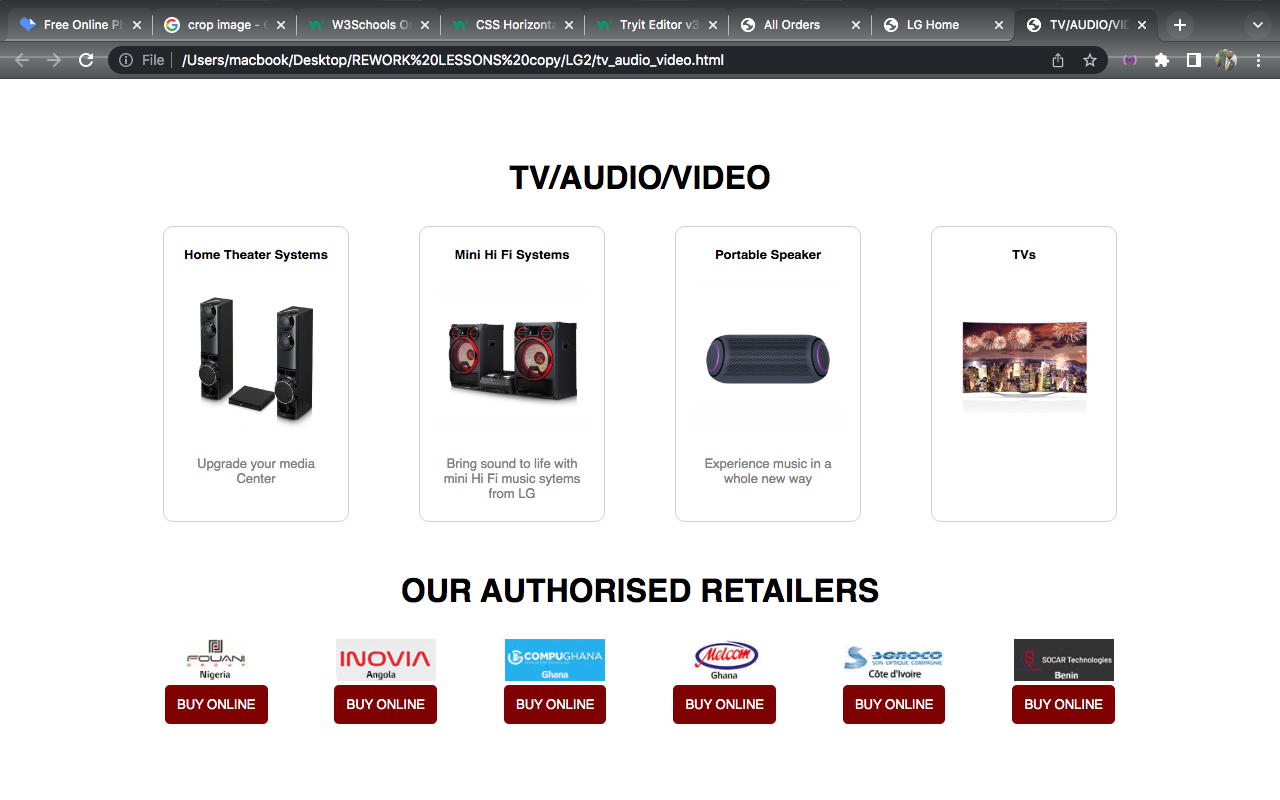 Free Online Ph
crop image - G
W3Schools On
CSS Horizonta
Tryit Editor v3
All Orders
LG Home
TV/AUDIO/VID
File
/Users/macbook/Desktop/REWORK%20LESSONS%20copy/LG2/tv_audio_video.html
TV/AUDIO/VIDEO
Home Theater Systems
Upgrade your media
Center
Mini Hi Fi Systems
Bring sound to life with
mini Hi Fi music sytems
from LG
Portable Speaker
Experience music in a
whole new way
TVs
OUR AUTHORISED RETAILERS
FOUANI
GROUP
Nigeria
BUY ONLINE
INOVIA
Angola
BUY ONLINE
COMPUGHANA
Ghana
BUY ONLINE
Melcom
Ghana
BUY ONLINE
SOROCO
SON OPTIQUE COMPAGNIE
Côte d'Ivoire
BUY ONLINE
SOCAR Technologies
Benin
BUY ONLINE